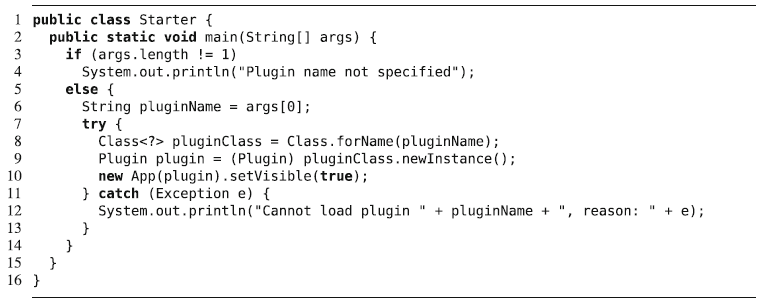 1 public class Starter {
2   public static void main(String[] args) {
3     if (args.length != 1)
4       System.out.println("Plugin name not specified");
5     else {
6       String pluginName = args[0];
7       try {
8         Class<?> pluginClass = Class.forName(pluginName);
9         Plugin plugin = (Plugin) pluginClass.newInstance();
10         new App(plugin).setVisible(true);
11       } catch (Exception e) {
12         System.out.println("Cannot load plugin " + pluginName + ", reason: " + e);
13       }
14     }
15   }
16 }